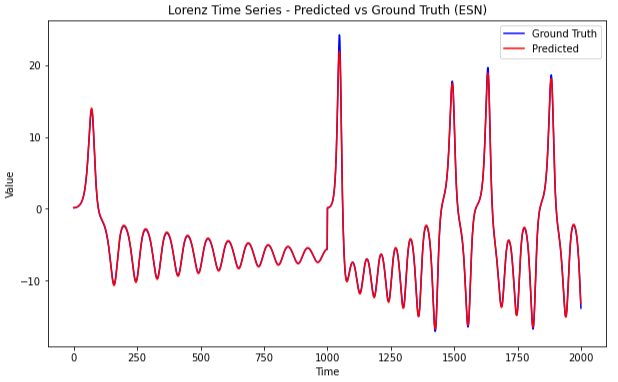 Lorenz Time Series - Predicted vs Ground Truth (ESN)
Ground Truth
Predicted
20
10
0
−10
Value
0
250
500
750
1000
1250
1500
1750
2000
Time